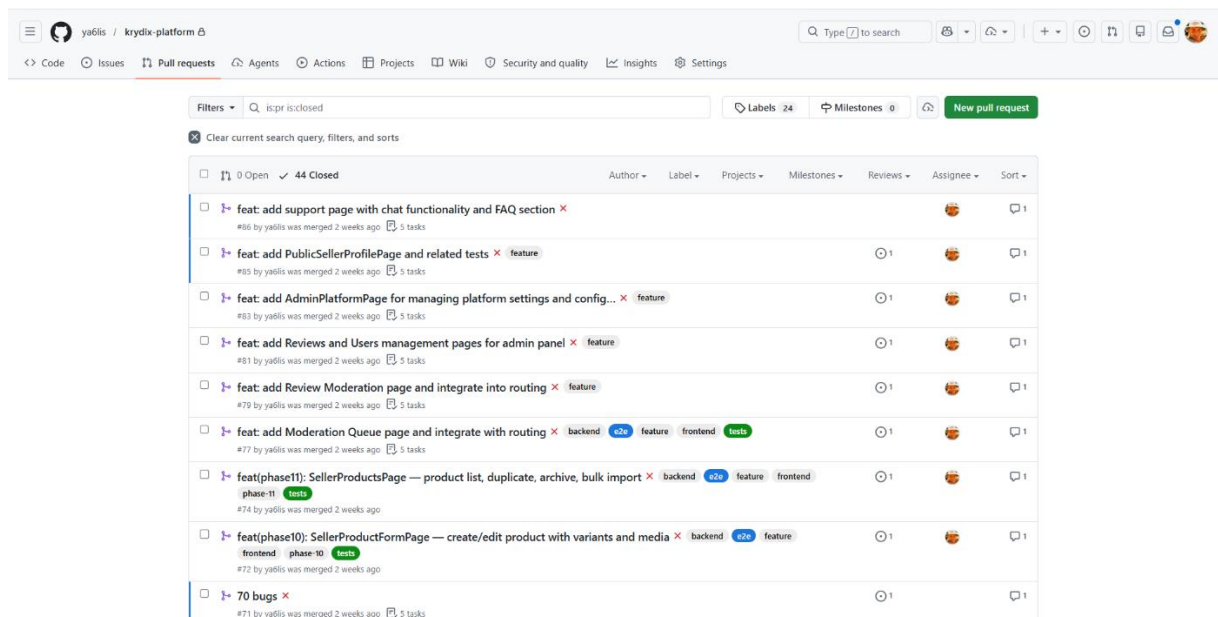 ya6lis / krydix-platform
Type / to search
Code Issues Pull requests Agents Actions Projects Wiki Security and quality Insights Settings
Filters is:pr is:closed Labels 24 Milestones 0 New pull request
Clear current search query, filters, and sorts
0 Open 44 Closed Author Label Projects Milestones Reviews Assignee Sort
feat: add support page with chat functionality and FAQ section 1
#86 by ya6lis was merged 2 weeks ago 5 tasks
feat: add PublicSellerProfilePage and related tests feature 1 1
#85 by ya6lis was merged 2 weeks ago 5 tasks
feat: add AdminPlatformPage for managing platform settings and config... feature 1 1
#83 by ya6lis was merged 2 weeks ago 5 tasks
feat: add Reviews and Users management pages for admin panel feature 1 1
#81 by ya6lis was merged 2 weeks ago 5 tasks
feat: add Review Moderation page and integrate into routing feature 1 1
#79 by ya6lis was merged 2 weeks ago 5 tasks
feat: add Moderation Queue page and integrate with routing backend e2e feature frontend tests 1 1
#77 by ya6lis was merged 2 weeks ago 5 tasks
feat(phase11): SellerProductsPage — product list, duplicate, archive, bulk import backend e2e feature frontend 1 1
phase-11 tests
#74 by ya6lis was merged 2 weeks ago
feat(phase10): SellerProductFormPage — create/edit product with variants and media backend e2e feature 1 1
frontend phase-10 tests
#72 by ya6lis was merged 2 weeks ago
70 bugs 1 1
#71 by ya6lis was merged 2 weeks ago 5 tasks